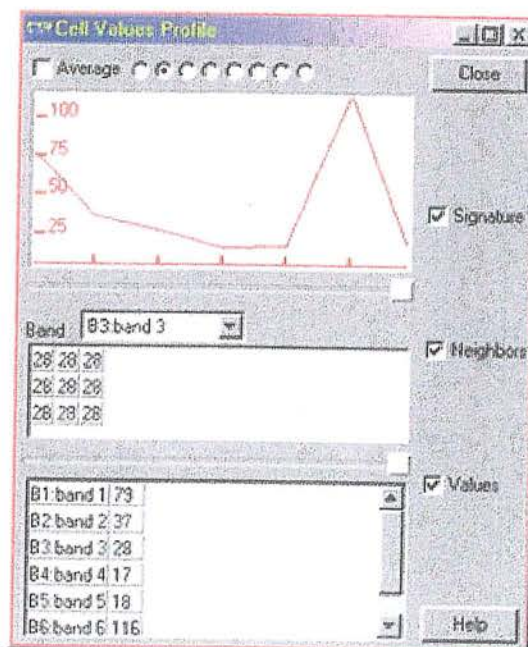 Cell Values Profile
Average
Close
100
75
50
25
Signature
Band B3:band 3
Neighbors
28 28 28
28 28 28
28 28 28
Values
B1:band 1 79
B2:band 2 37
B3:band 3 28
B4:band 4 17
B5:band 5 18
B6:band 6 116
Help